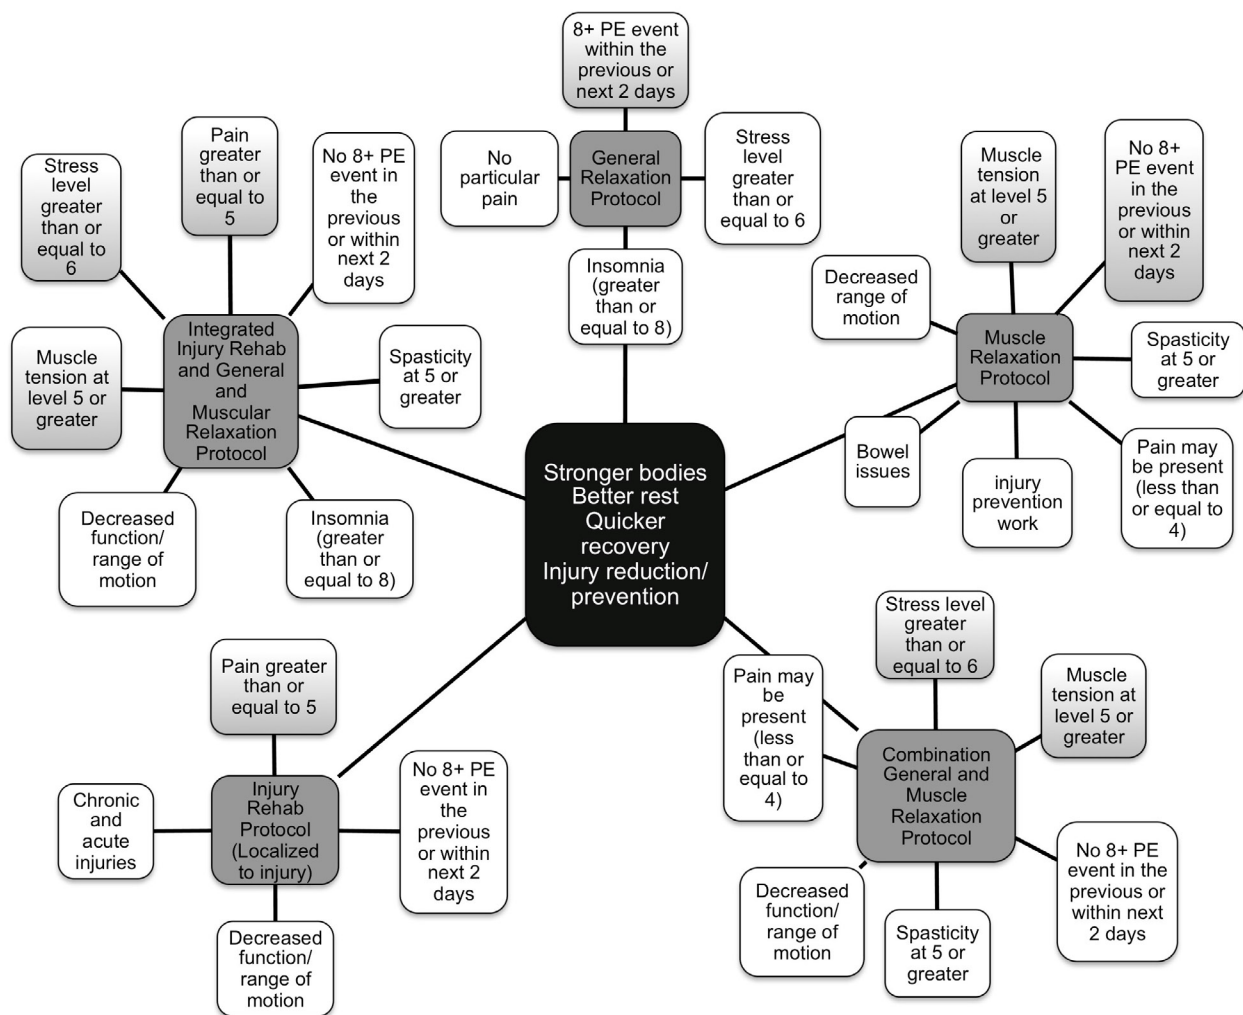 8+ PE event
within the
previous or
next 2 days
No
particular
pain
General
Relaxation
Protocol
Stress
level
greater
than or
equal to 6
Insomnia
(greater
than or
equal to 8)
Stress
level
greater
than or
equal to
6
Pain
greater
than or
equal to
5
No 8+ PE
event in
the
previous
or within
next 2
days
Muscle
tension at
level 5 or
greater
Integrated
Injury Rehab
and General
and
Muscular
Relaxation
Protocol
Spasticity
at 5 or
greater
Decreased
function/
range of
motion
Insomnia
(greater
than or
equal to 8)
Muscle
tension
at level 5
or
greater
No 8+
PE event
in the
previous
or within
next 2
days
Decreased
range of
motion
Muscle
Relaxation
Protocol
Spasticity
at 5 or
greater
Bowel
issues
injury
prevention
work
Pain may
be present
(less than
or equal to
4)
Stronger bodies
Better rest
Quicker
recovery
Injury reduction/
prevention
Pain greater
than or
equal to 5
Chronic
and
acute
injuries
Injury
Rehab
Protocol
(Localized
to injury)
No 8+ PE
event in
the
previous
or within
next 2
days
Decreased
function/
range of
motion
Stress level
greater
than or
equal to 6
Pain may
be
present
(less
than or
equal to
4)
Muscle
tension at
level 5 or
greater
Combination
General and
Muscle
Relaxation
Protocol
Decreased
function/
range of
motion
Spasticity
at 5 or
greater
No 8+ PE
event in the
previous or
within next
2 days